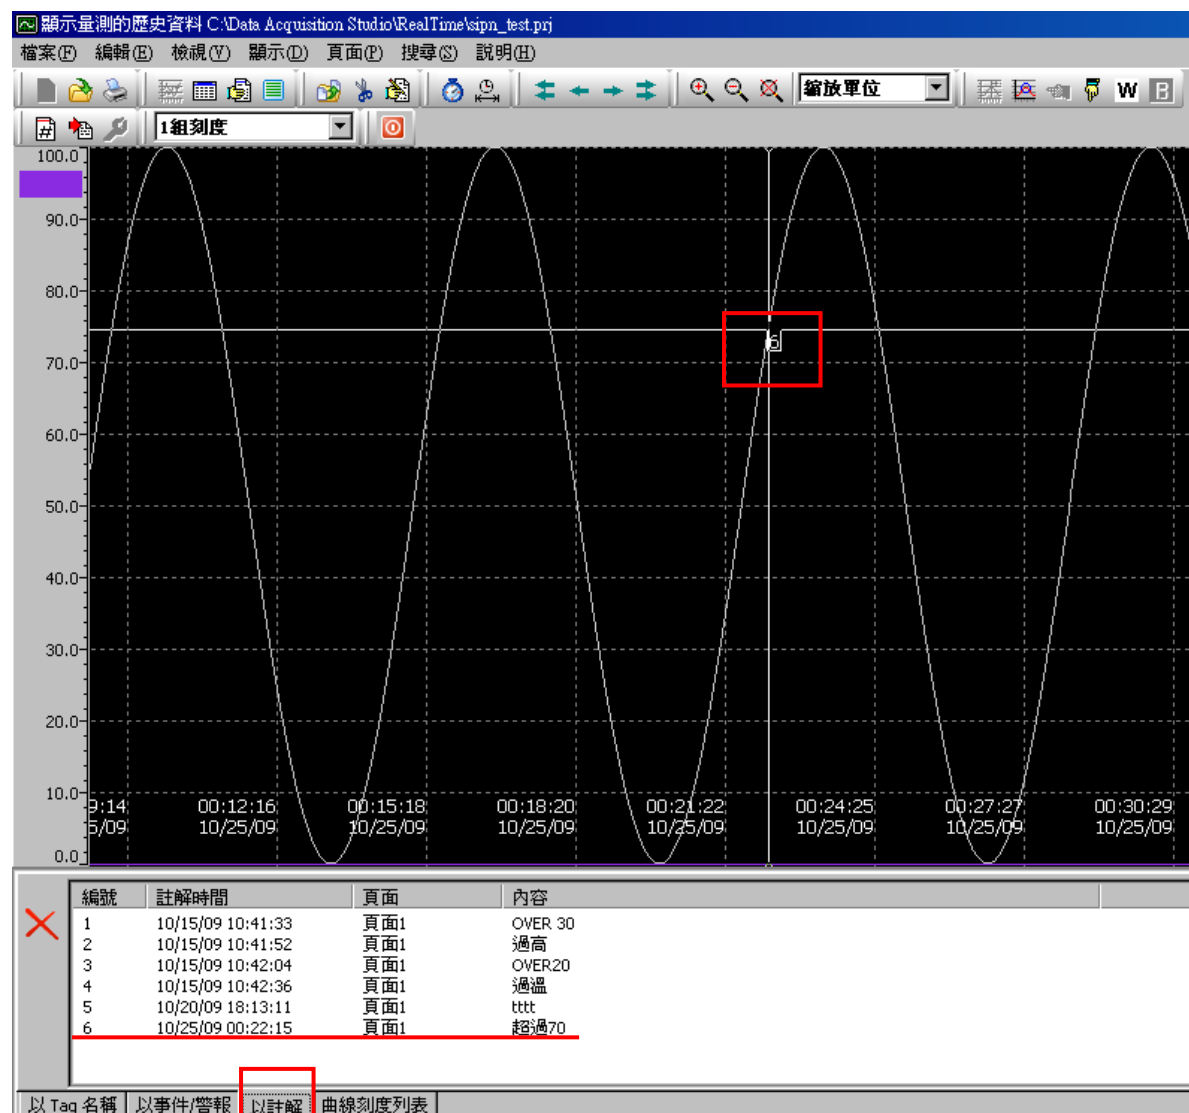 顯示量測的歷史資料 C:\Data Acquisition Studio\RealTime\sipn_test.prj
檔案(F) 編輯(E) 檢視(V) 顯示(D) 頁面(P) 搜尋(S) 說明(H)
縮放單位 W B
# 1組刻度
100.0
90.0
80.0
6
70.0
60.0
50.0
40.0
30.0
20.0
10.0
9:14 00:12:16 00:15:18 00:18:20 00:21:22 00:24:25 00:27:27 00:30:29
5/09 10/25/09 10/25/09 10/25/09 10/25/09 10/25/09 10/25/09 10/25/09
0.0
編號 註解時間 頁面 內容
1 10/15/09 10:41:33 頁面1 OVER 30
2 10/15/09 10:41:52 頁面1 過高
3 10/15/09 10:42:04 頁面1 OVER20
4 10/15/09 10:42:36 頁面1 過溫
5 10/20/09 18:13:11 頁面1 tttt
6 10/25/09 00:22:15 頁面1 超過70
以 Tag 名稱 以事件/警報 以註解 曲線刻度列表